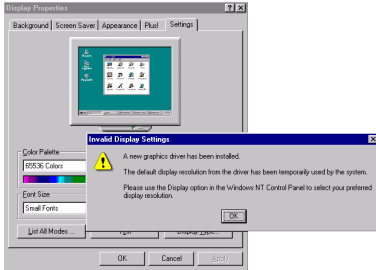 Display Properties
Background Screen Saver Appearance Plus! Settings
Invalid Display Settings
A new graphics driver has been installed.
The default display resolution from the driver has been temporarily used by the system.
Please use the Display option in the Windows NT Control Panel to select your preferred
display resolution.
OK
Color Palette
65536 Colors
Font Size
Small Fonts
List All Modes ...
OK Cancel Apply